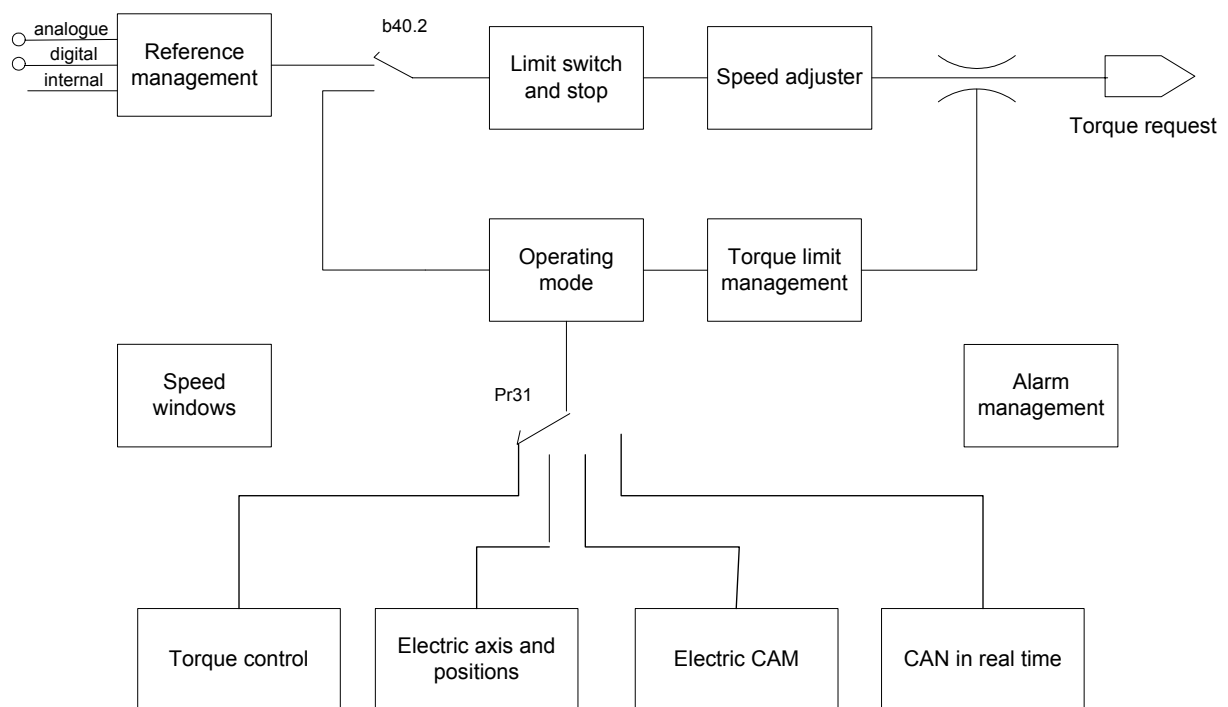 analogue
digital
internal
Reference
management
b40.2
Limit switch
and stop
Speed adjuster
Torque request
Operating
mode
Torque limit
management
Speed
windows
Pr31
Alarm
management
Torque control
Electric axis and
positions
Electric CAM
CAN in real time